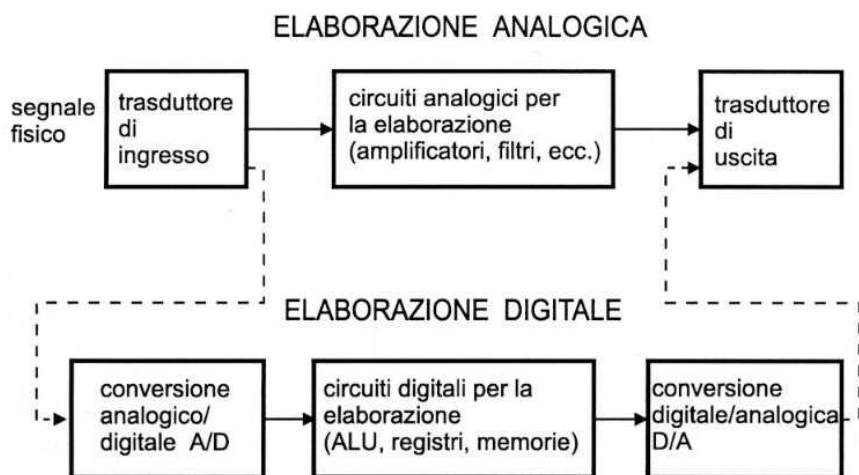 ELABORAZIONE ANALOGICA
segnale
fisico
trasduttore
di
ingresso
circuiti analogici per
la elaborazione
(amplificatori, filtri, ecc.)
trasduttore
di
uscita
ELABORAZIONE DIGITALE
conversione
analogico/
digitale A/D
circuiti digitali per la
elaborazione
(ALU, registri, memorie)
conversione
digitale/analogica
D/A